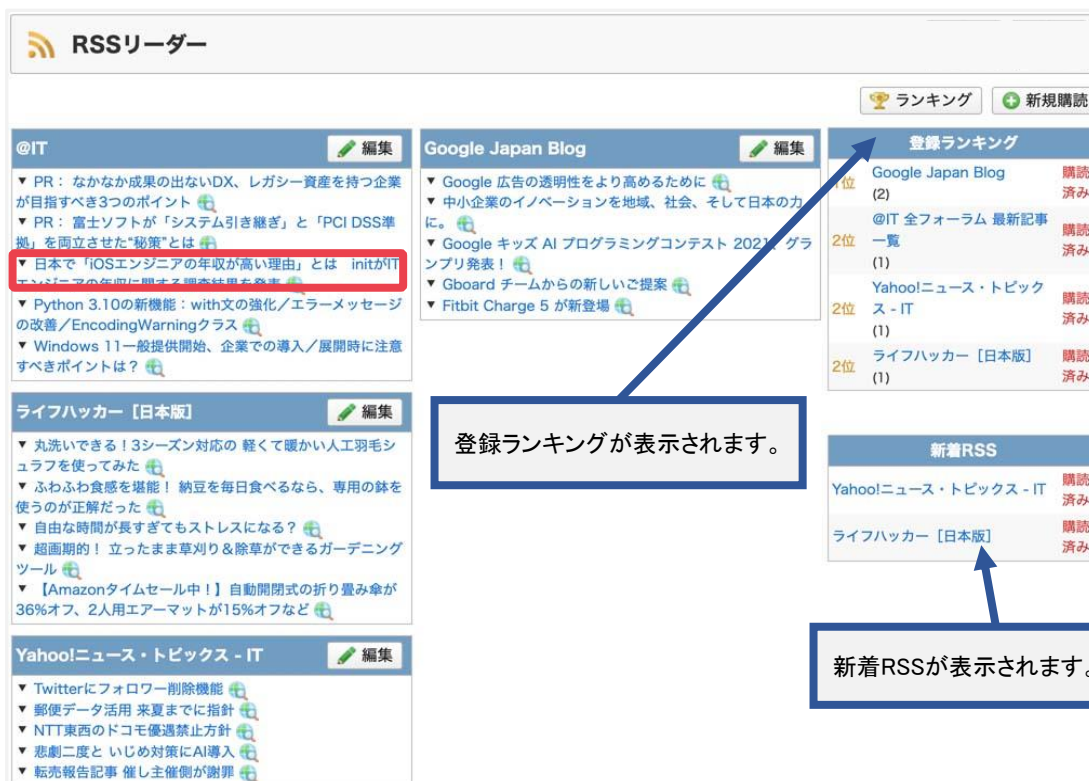 RSSリーダー
ランキング
新規購読
@IT
編集
▼ PR： なかなか成果の出ないDX、レガシー資産を持つ企業
が目指すべき3つのポイント
▼ PR： 富士ソフトが「システム引き継ぎ」と「PCI DSS準
拠」を両立させた“秘策”とは
▼ 日本で「iOSエンジニアの年収が高い理由」とは　initがIT
エンジニアの年収に関する調査結果を発表
▼ Python 3.10の新機能：with文の強化／エラーメッセージ
の改善／EncodingWarningクラス
▼ Windows 11一般提供開始、企業での導入／展開時に注意
すべきポイントは？
Google Japan Blog
編集
▼ Google 広告の透明性をより高めるために
▼ 中小企業のイノベーションを地域、社会、そして日本の力
に。
▼ Google キッズ AI プログラミングコンテスト 2021 グラ
ンプリ発表！
▼ Gboard チームからの新しいご提案
▼ Fitbit Charge 5 が新登場
登録ランキング
1位
Google Japan Blog
(2)
購読
済み
2位
@IT 全フォーラム 最新記事
一覧
(1)
購読
済み
2位
Yahoo!ニュース・トピック
ス - IT
(1)
購読
済み
2位
ライフハッカー［日本版］
(1)
購読
済み
登録ランキングが表示されます。
ライフハッカー［日本版］
編集
▼ 丸洗いできる！3シーズン対応の 軽くて暖かい人工羽毛シ
ュラフを使ってみた
▼ ふわふわ食感を堪能！ 納豆を毎日食べるなら、専用の鉢を
使うのが正解だった
▼ 自由な時間が長すぎてもストレスになる？
▼ 超画期的！ 立ったまま草刈り＆除草ができるガーデニング
ツール
▼ 【Amazonタイムセール中！】自動開閉式の折り畳み傘が
36%オフ、2人用エアーマットが15%オフなど
新着RSS
Yahoo!ニュース・トピックス - IT
購読
済み
ライフハッカー［日本版］
購読
済み
新着RSSが表示されます。
Yahoo!ニュース・トピックス - IT
編集
▼ Twitterにフォロワー削除機能
▼ 郵便データ活用 来夏までに指針
▼ NTT東西のドコモ優遇禁止方針
▼ 悲劇二度と いじめ対策にAI導入
▼ 転売報告記事 催し主催側が謝罪